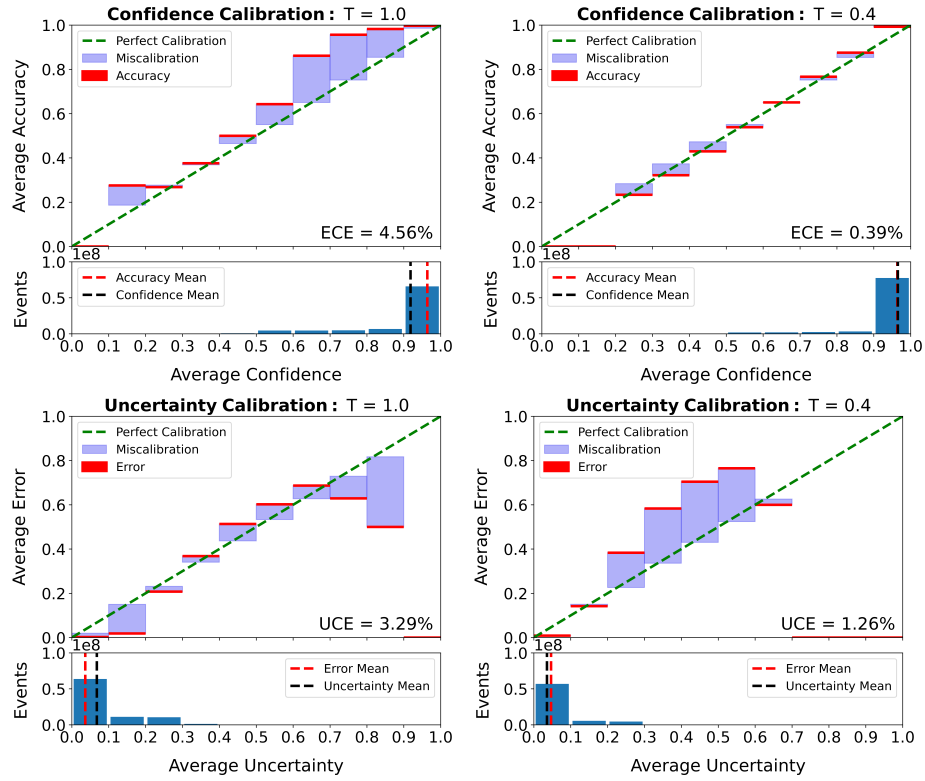 Confidence Calibration: T = 1.0
1.0
0.8
0.6
0.4
0.2
0.0
Average Accuracy
Perfect Calibration
Miscalibration
Accuracy
ECE = 4.56%
1e8
1.0
0.5
0.0
Events
Accuracy Mean
Confidence Mean
0.0 0.1 0.2 0.3 0.4 0.5 0.6 0.7 0.8 0.9 1.0
Average Confidence
Confidence Calibration: T = 0.4
1.0
0.8
0.6
0.4
0.2
0.0
Average Accuracy
Perfect Calibration
Miscalibration
Accuracy
ECE = 0.39%
1e8
1.0
0.5
0.0
Events
Accuracy Mean
Confidence Mean
0.0 0.1 0.2 0.3 0.4 0.5 0.6 0.7 0.8 0.9 1.0
Average Confidence
Uncertainty Calibration: T = 1.0
1.0
0.8
0.6
0.4
0.2
0.0
Average Error
Perfect Calibration
Miscalibration
Error
UCE = 3.29%
1e8
1.0
0.5
0.0
Events
Error Mean
Uncertainty Mean
0.0 0.1 0.2 0.3 0.4 0.5 0.6 0.7 0.8 0.9 1.0
Average Uncertainty
Uncertainty Calibration: T = 0.4
1.0
0.8
0.6
0.4
0.2
0.0
Average Error
Perfect Calibration
Miscalibration
Error
UCE = 1.26%
1e8
1.0
0.5
0.0
Events
Error Mean
Uncertainty Mean
0.0 0.1 0.2 0.3 0.4 0.5 0.6 0.7 0.8 0.9 1.0
Average Uncertainty